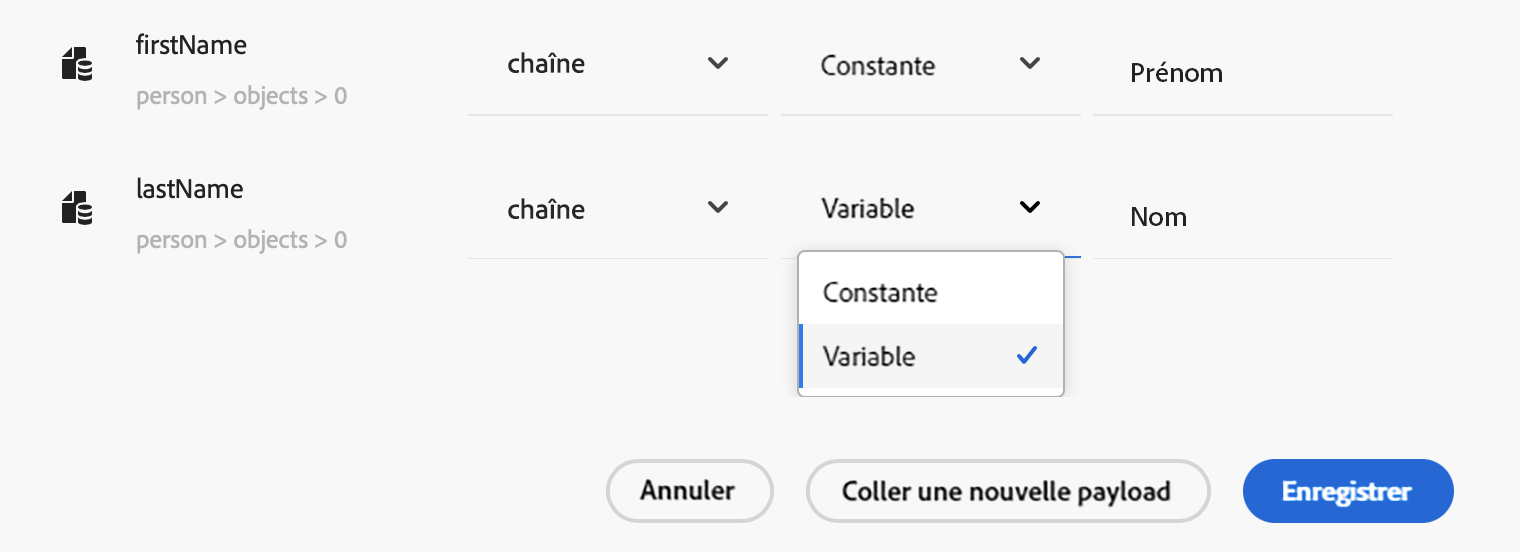 firstName
chaîne
Constante
Prénom
person > objects > 0
lastName
chaîne
Variable
Nom
person > objects > 0
Constante
Variable
Annuler
Coller une nouvelle payload
Enregistrer